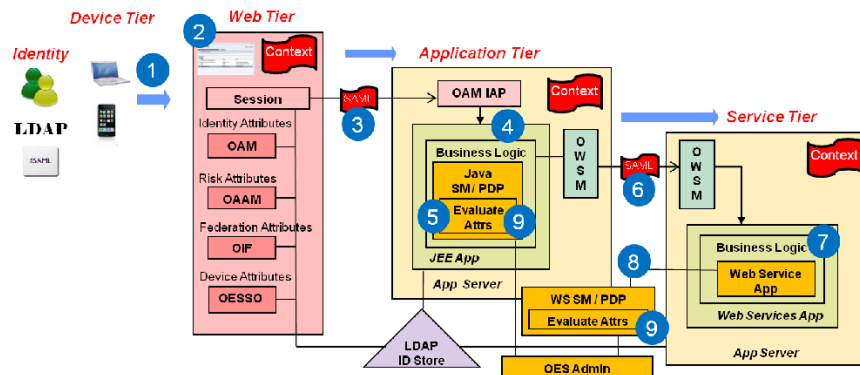 Device Tier
Identity
LDAP
ISAML
1
Web Tier
2
Context
Session
Identity Attributes
OAM
Risk Attributes
OAAM
Federation Attributes
OIF
Device Attributes
OESSO
SAML
3
Application Tier
OAM IAP
Context
4
Business Logic
Java
SM/ PDP
5
Evaluate
Attrs
9
JEE App
App Server
OWSM
SAML
6
LDAP
ID Store
WS SM / PDP
Evaluate Attrs
9
OES Admin
8
Service Tier
Context
OWSM
Business Logic
7
Web Service
App
Web Services App
App Server